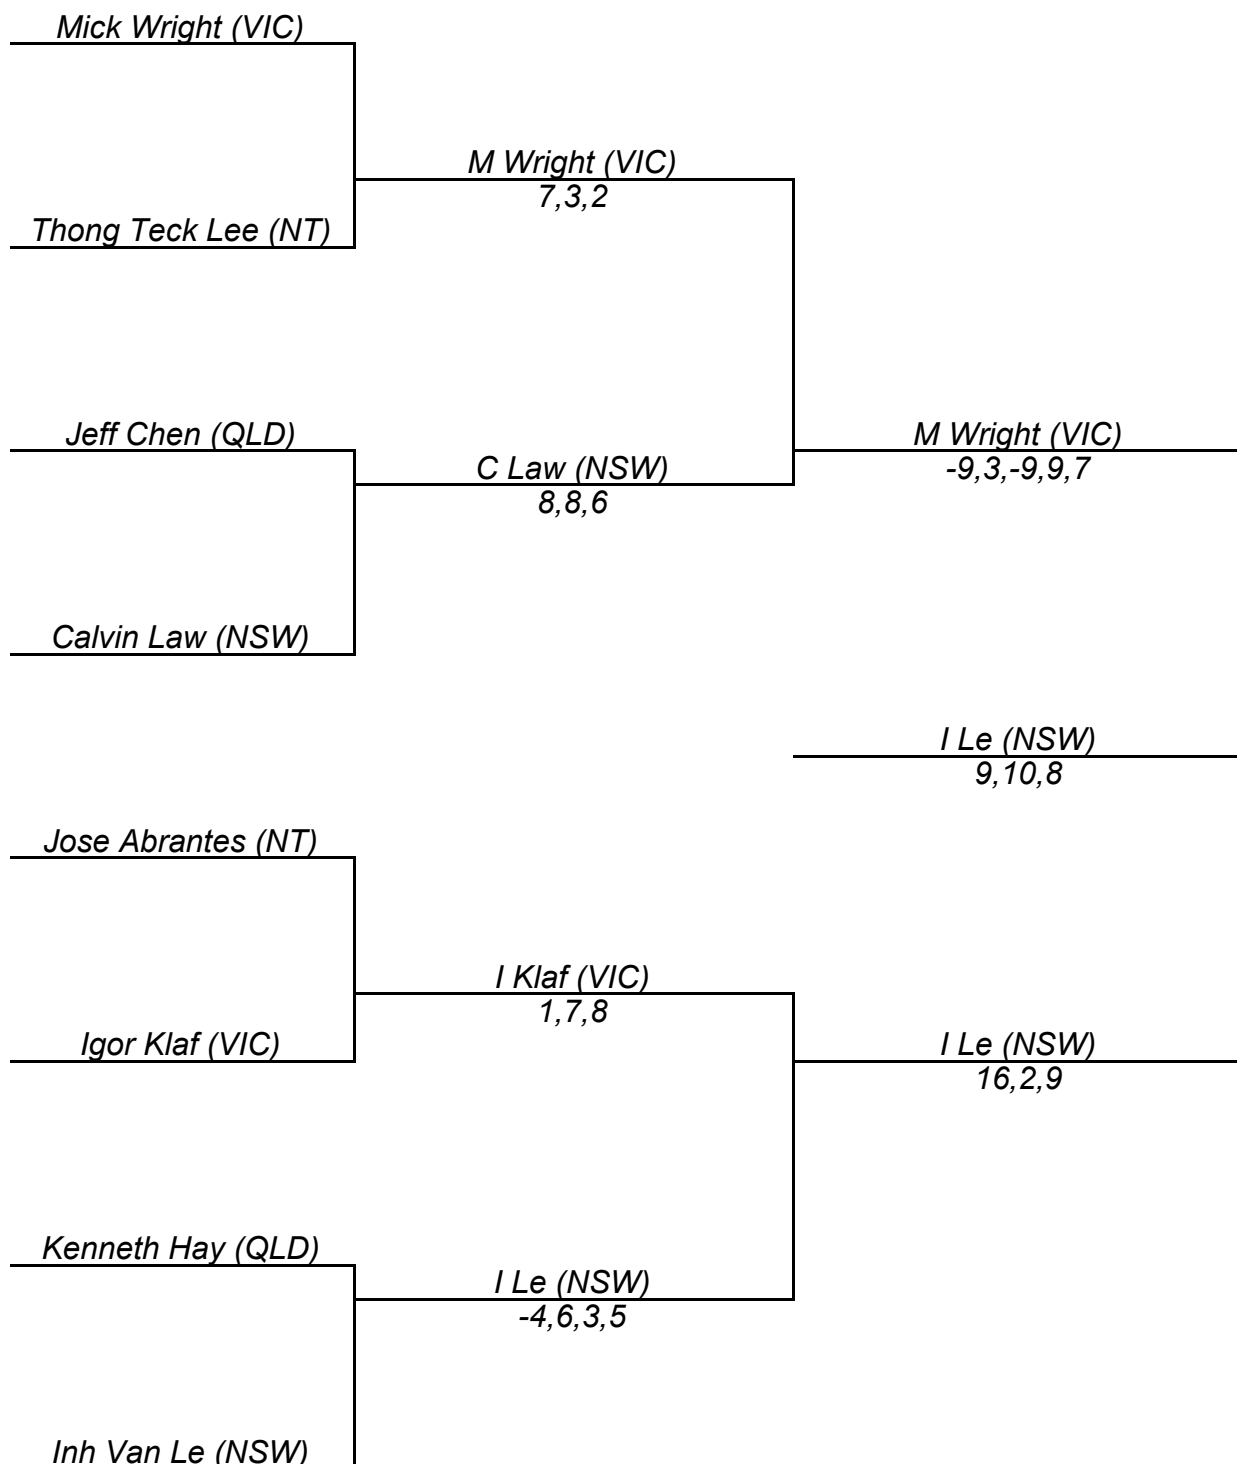 Mick Wright (VIC)
M Wright (VIC)
7,3,2
Thong Teck Lee (NT)
Jeff Chen (QLD)
M Wright (VIC)
-9,3,-9,9,7
C Law (NSW)
8,8,6
Calvin Law (NSW)
I Le (NSW)
9,10,8
Jose Abrantes (NT)
I Klaf (VIC)
1,7,8
Igor Klaf (VIC)
I Le (NSW)
16,2,9
Kenneth Hay (QLD)
I Le (NSW)
-4,6,3,5
Inh Van Le (NSW)